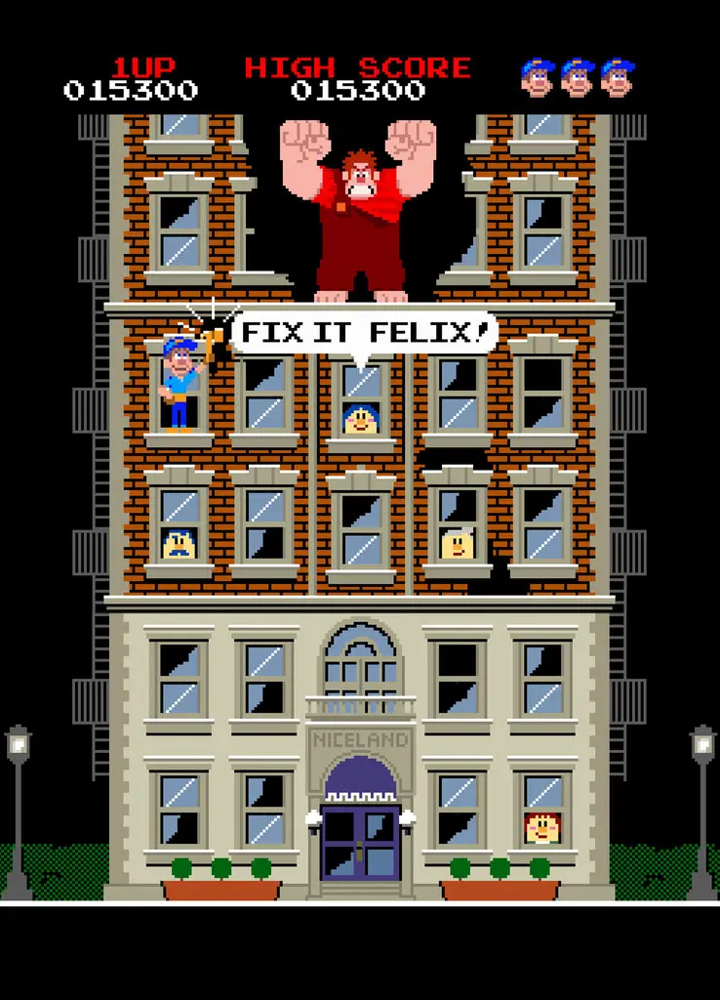 1UP HIGH SCORE
015300 015300
FIX IT FELIX!
NICELAND